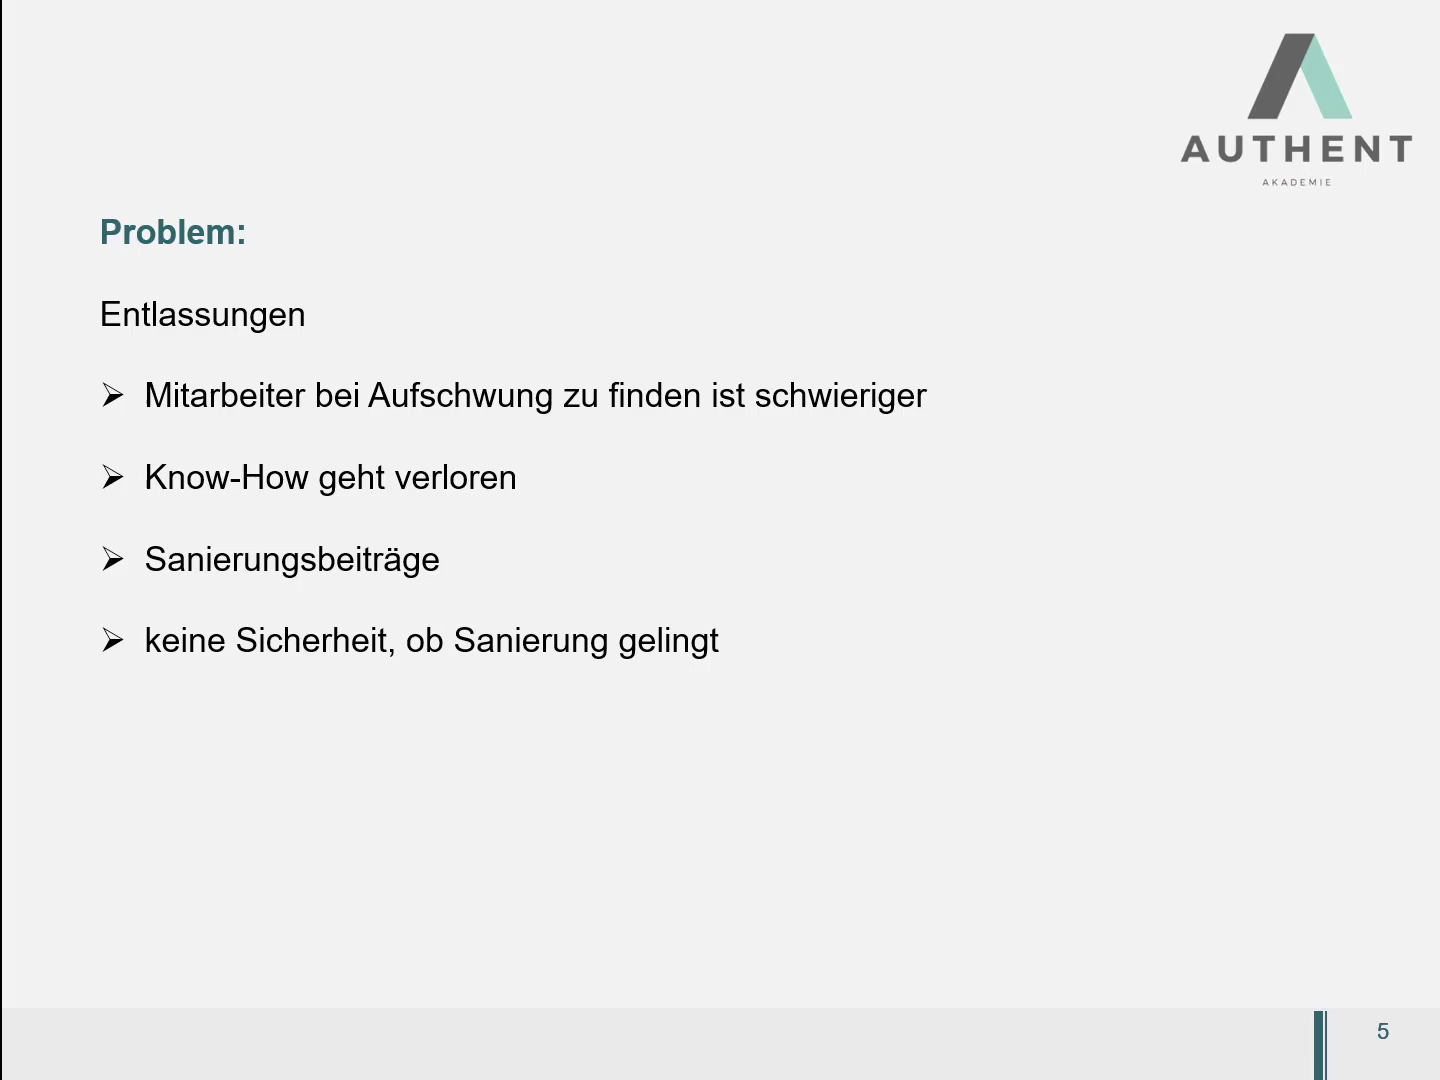 AUTHENT
AKADEMIE
Problem:
Entlassungen
➢ Mitarbeiter bei Aufschwung zu finden ist schwieriger
➢ Know-How geht verloren
➢ Sanierungsbeiträge
➢ keine Sicherheit, ob Sanierung gelingt
5